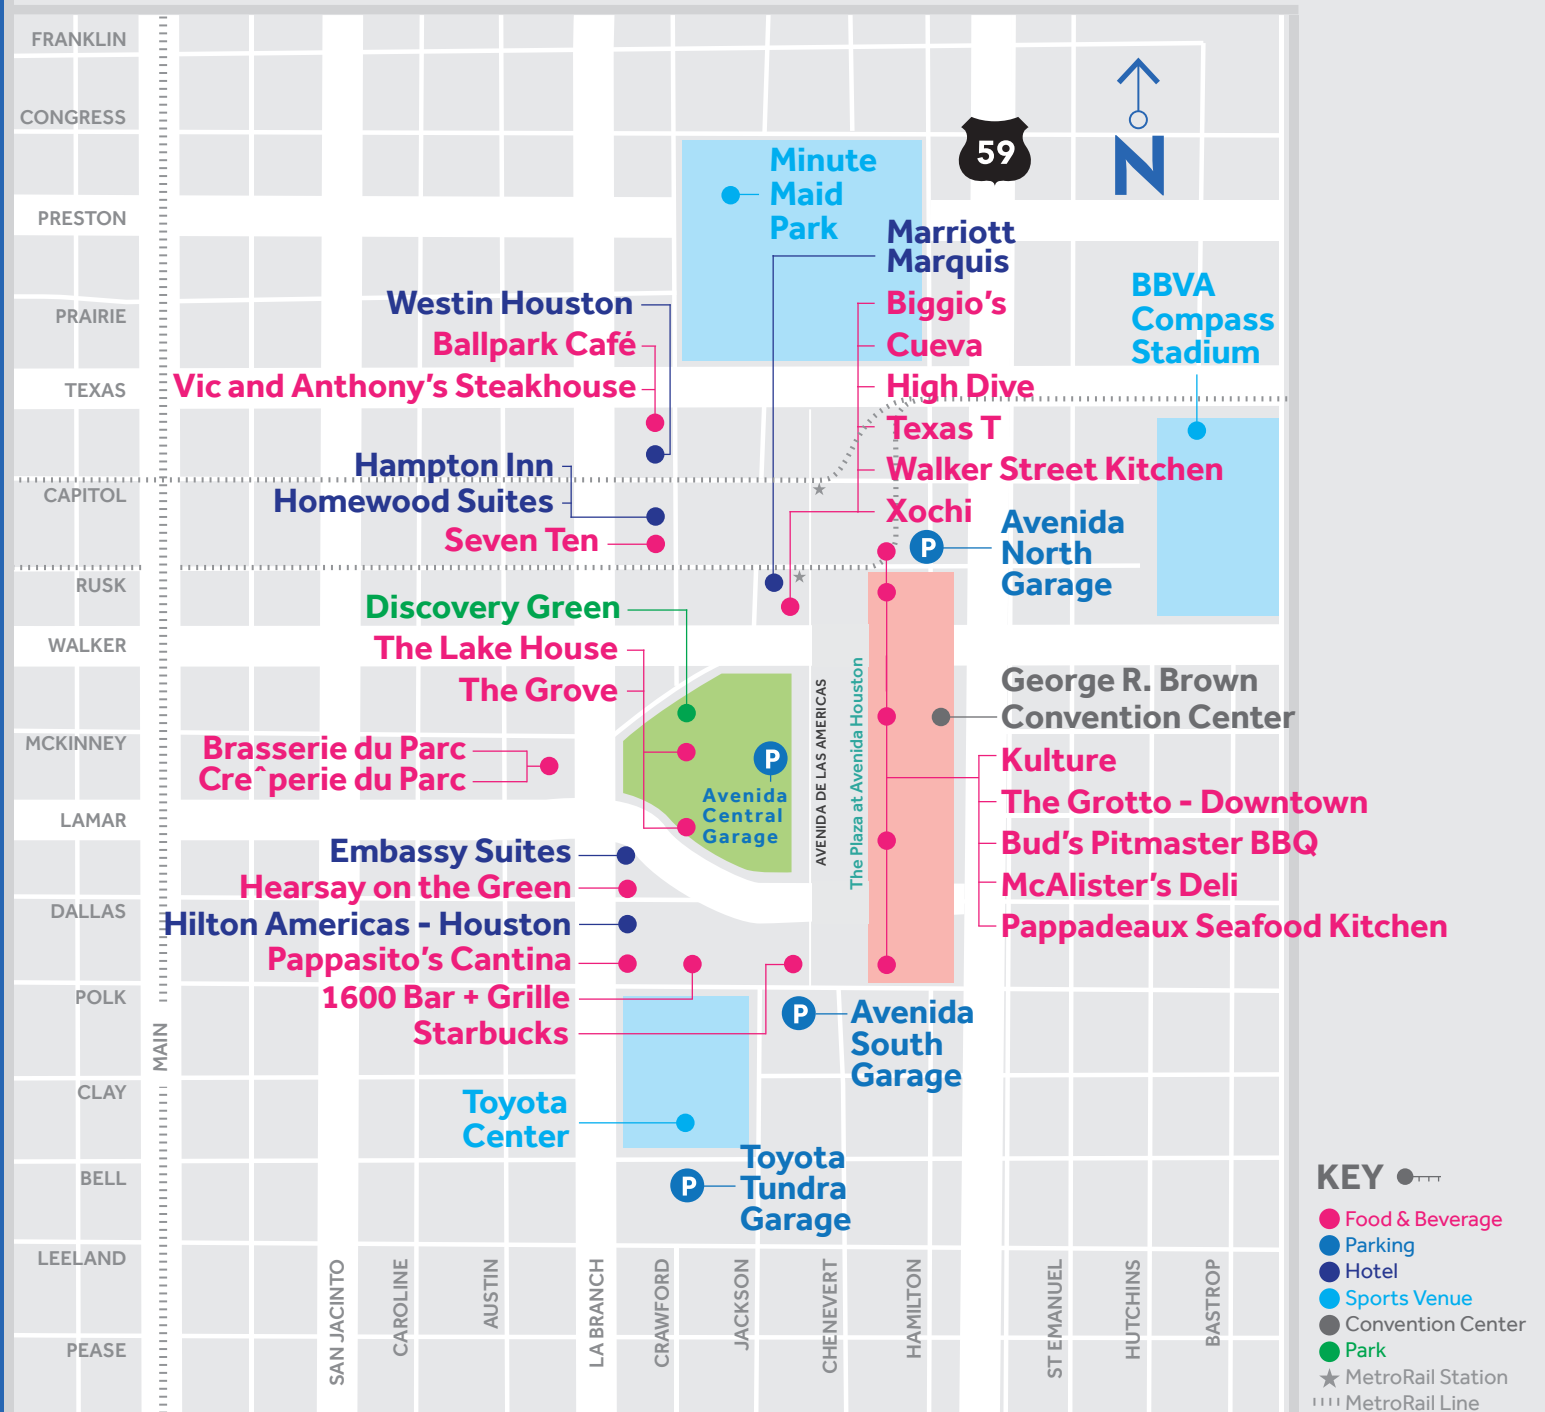 FRANKLIN
CONGRESS
PRESTON
PRAIRIE
TEXAS
CAPITOL
RUSK
WALKER
MCKINNEY
LAMAR
DALLAS
POLK
CLAY
BELL
LEELAND
PEASE
MAIN
SAN JACINTO
CAROLINE
AUSTIN
LA BRANCH
CRAWFORD
JACKSON
CHENEVERT
HAMILTON
ST EMANUEL
HUTCHINS
BASTROP
59
N
Minute
Maid
Park
Marriott
Marquis
Biggio's
Cueva
High Dive
Texas T
Walker Street Kitchen
Xochi
BBVA
Compass
Stadium
Westin Houston
Ballpark Café
Vic and Anthony's Steakhouse
Hampton Inn
Homewood Suites
Seven Ten
P
Avenida
North
Garage
Discovery Green
The Lake House
The Grove
Brasserie du Parc
Creˆperie du Parc
P
Avenida
Central
Garage
AVENIDA DE LAS AMERICAS
The Plaza at Avenida Houston
George R. Brown
Convention Center
Kulture
The Grotto - Downtown
Bud's Pitmaster BBQ
McAlister's Deli
Pappadeaux Seafood Kitchen
Embassy Suites
Hearsay on the Green
Hilton Americas - Houston
Pappasito's Cantina
1600 Bar + Grille
Starbucks
P
Avenida
South
Garage
Toyota
Center
P
Toyota
Tundra
Garage
KEY
Food & Beverage
Parking
Hotel
Sports Venue
Convention Center
Park
MetroRail Station
MetroRail Line